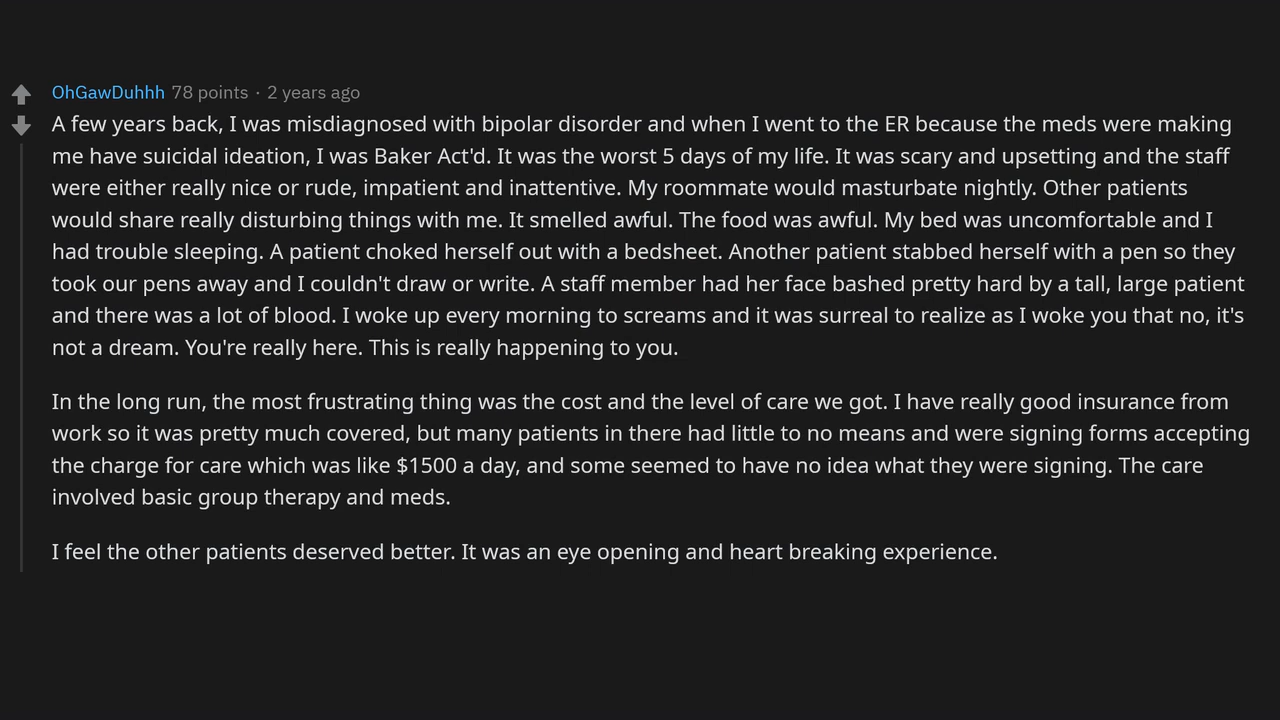 OhGawDuhhh 78 points · 2 years ago
A few years back, I was misdiagnosed with bipolar disorder and when I went to the ER because the meds were making
me have suicidal ideation, I was Baker Act'd. It was the worst 5 days of my life. It was scary and upsetting and the staff
were either really nice or rude, impatient and inattentive. My roommate would masturbate nightly. Other patients
would share really disturbing things with me. It smelled awful. The food was awful. My bed was uncomfortable and I
had trouble sleeping. A patient choked herself out with a bedsheet. Another patient stabbed herself with a pen so they
took our pens away and I couldn't draw or write. A staff member had her face bashed pretty hard by a tall, large patient
and there was a lot of blood. I woke up every morning to screams and it was surreal to realize as I woke you that no, it's
not a dream. You're really here. This is really happening to you.
In the long run, the most frustrating thing was the cost and the level of care we got. I have really good insurance from
work so it was pretty much covered, but many patients in there had little to no means and were signing forms accepting
the charge for care which was like $1500 a day, and some seemed to have no idea what they were signing. The care
involved basic group therapy and meds.
I feel the other patients deserved better. It was an eye opening and heart breaking experience.